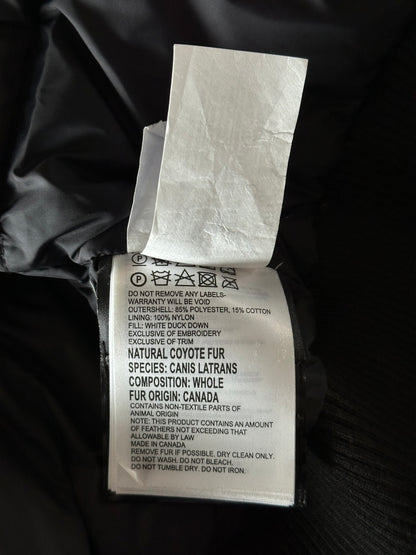 DO NOT REMOVE ANY LABELS-
WARRANTY WILL BE VOID
OUTERSHELL: 85% POLYESTER, 15% COTTON
LINING: 100% NYLON
FILL: WHITE DUCK DOWN
EXCLUSIVE OF EMBROIDERY
EXCLUSIVE OF TRIM
NATURAL COYOTE FUR
SPECIES: CANIS LATRANS
COMPOSITION: WHOLE
FUR ORIGIN: CANADA
CONTAINS NON-TEXTILE PARTS OF
ANIMAL ORIGIN
NOTE: THIS PRODUCT CONTAINS AN AMOUNT
OF FEATHERS NOT EXCEEDING THAT
ALLOWABLE BY LAW
MADE IN CANADA
REMOVE FUR IF POSSIBLE. DRY CLEAN ONLY.
DO NOT WASH. DO NOT BLEACH.
DO NOT TUMBLE DRY. DO NOT IRON.